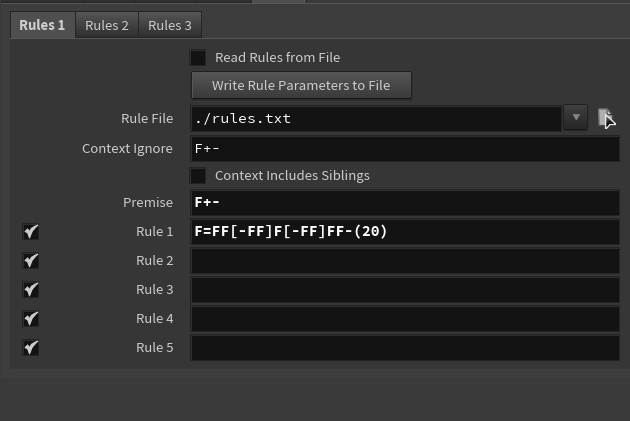 Rules 1 Rules 2 Rules 3
Read Rules from File
Write Rule Parameters to File
Rule File ./rules.txt
Context Ignore F+-
Context Includes Siblings
Premise F+-
Rule 1 F=FF[-FF]F[-FF]FF-(20)
Rule 2
Rule 3
Rule 4
Rule 5